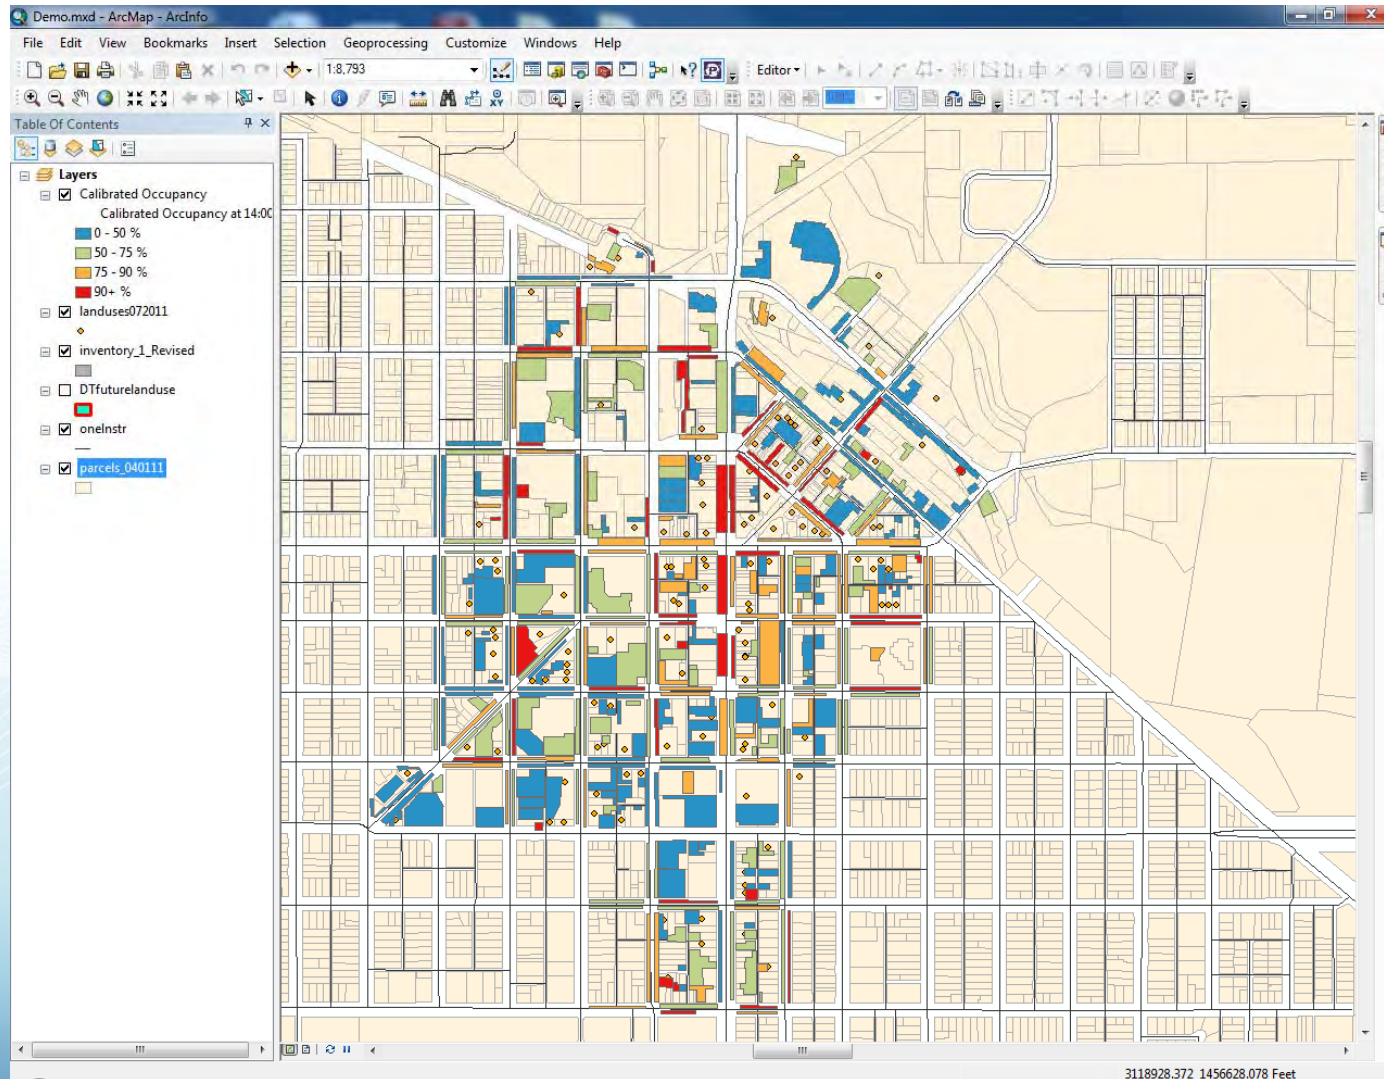 Demo.mxd - ArcMap - ArcInfo
File Edit View Bookmarks Insert Selection Geoprocessing Customize Windows Help
1:8,793
Editor
Table Of Contents
Layers
Calibrated Occupancy
Calibrated Occupancy at 14:00
0 - 50 %
50 - 75 %
75 - 90 %
90+ %
landuses072011
inventory_1_Revised
DTfuturelanduse
oneInstr
parcels_040111
3118928.372 1456628.078 Feet